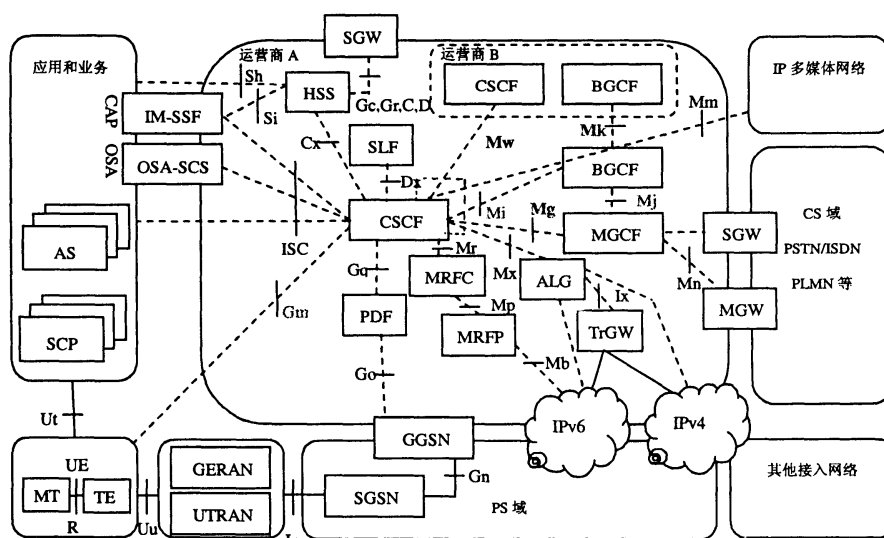 应用和业务
运营商 A
SGW
运营商 B
IP 多媒体网络
Sh
HSS
CSCF
BGCF
Mm
CAP
IM-SSF
Si
Gc,Gr,C,D
Cx
SLF
Mw
Mk
OSA
OSA-SCS
BGCF
Dx
Mj
CSCF
Mi
Mg
MGCF
SGW
CS 域
PSTN/ISDN
PLMN 等
AS
ISC
Mr
Gq
MRFC
Mx
ALG
Mn
Ix
Gm
PDF
Mp
MGW
SCP
MRFP
TrGW
Mb
Go
Ut
GGSN
IPv6
IPv4
UE
GERAN
Gn
其他接入网络
MT
TE
SGSN
UTRAN
PS 域
R
Uu